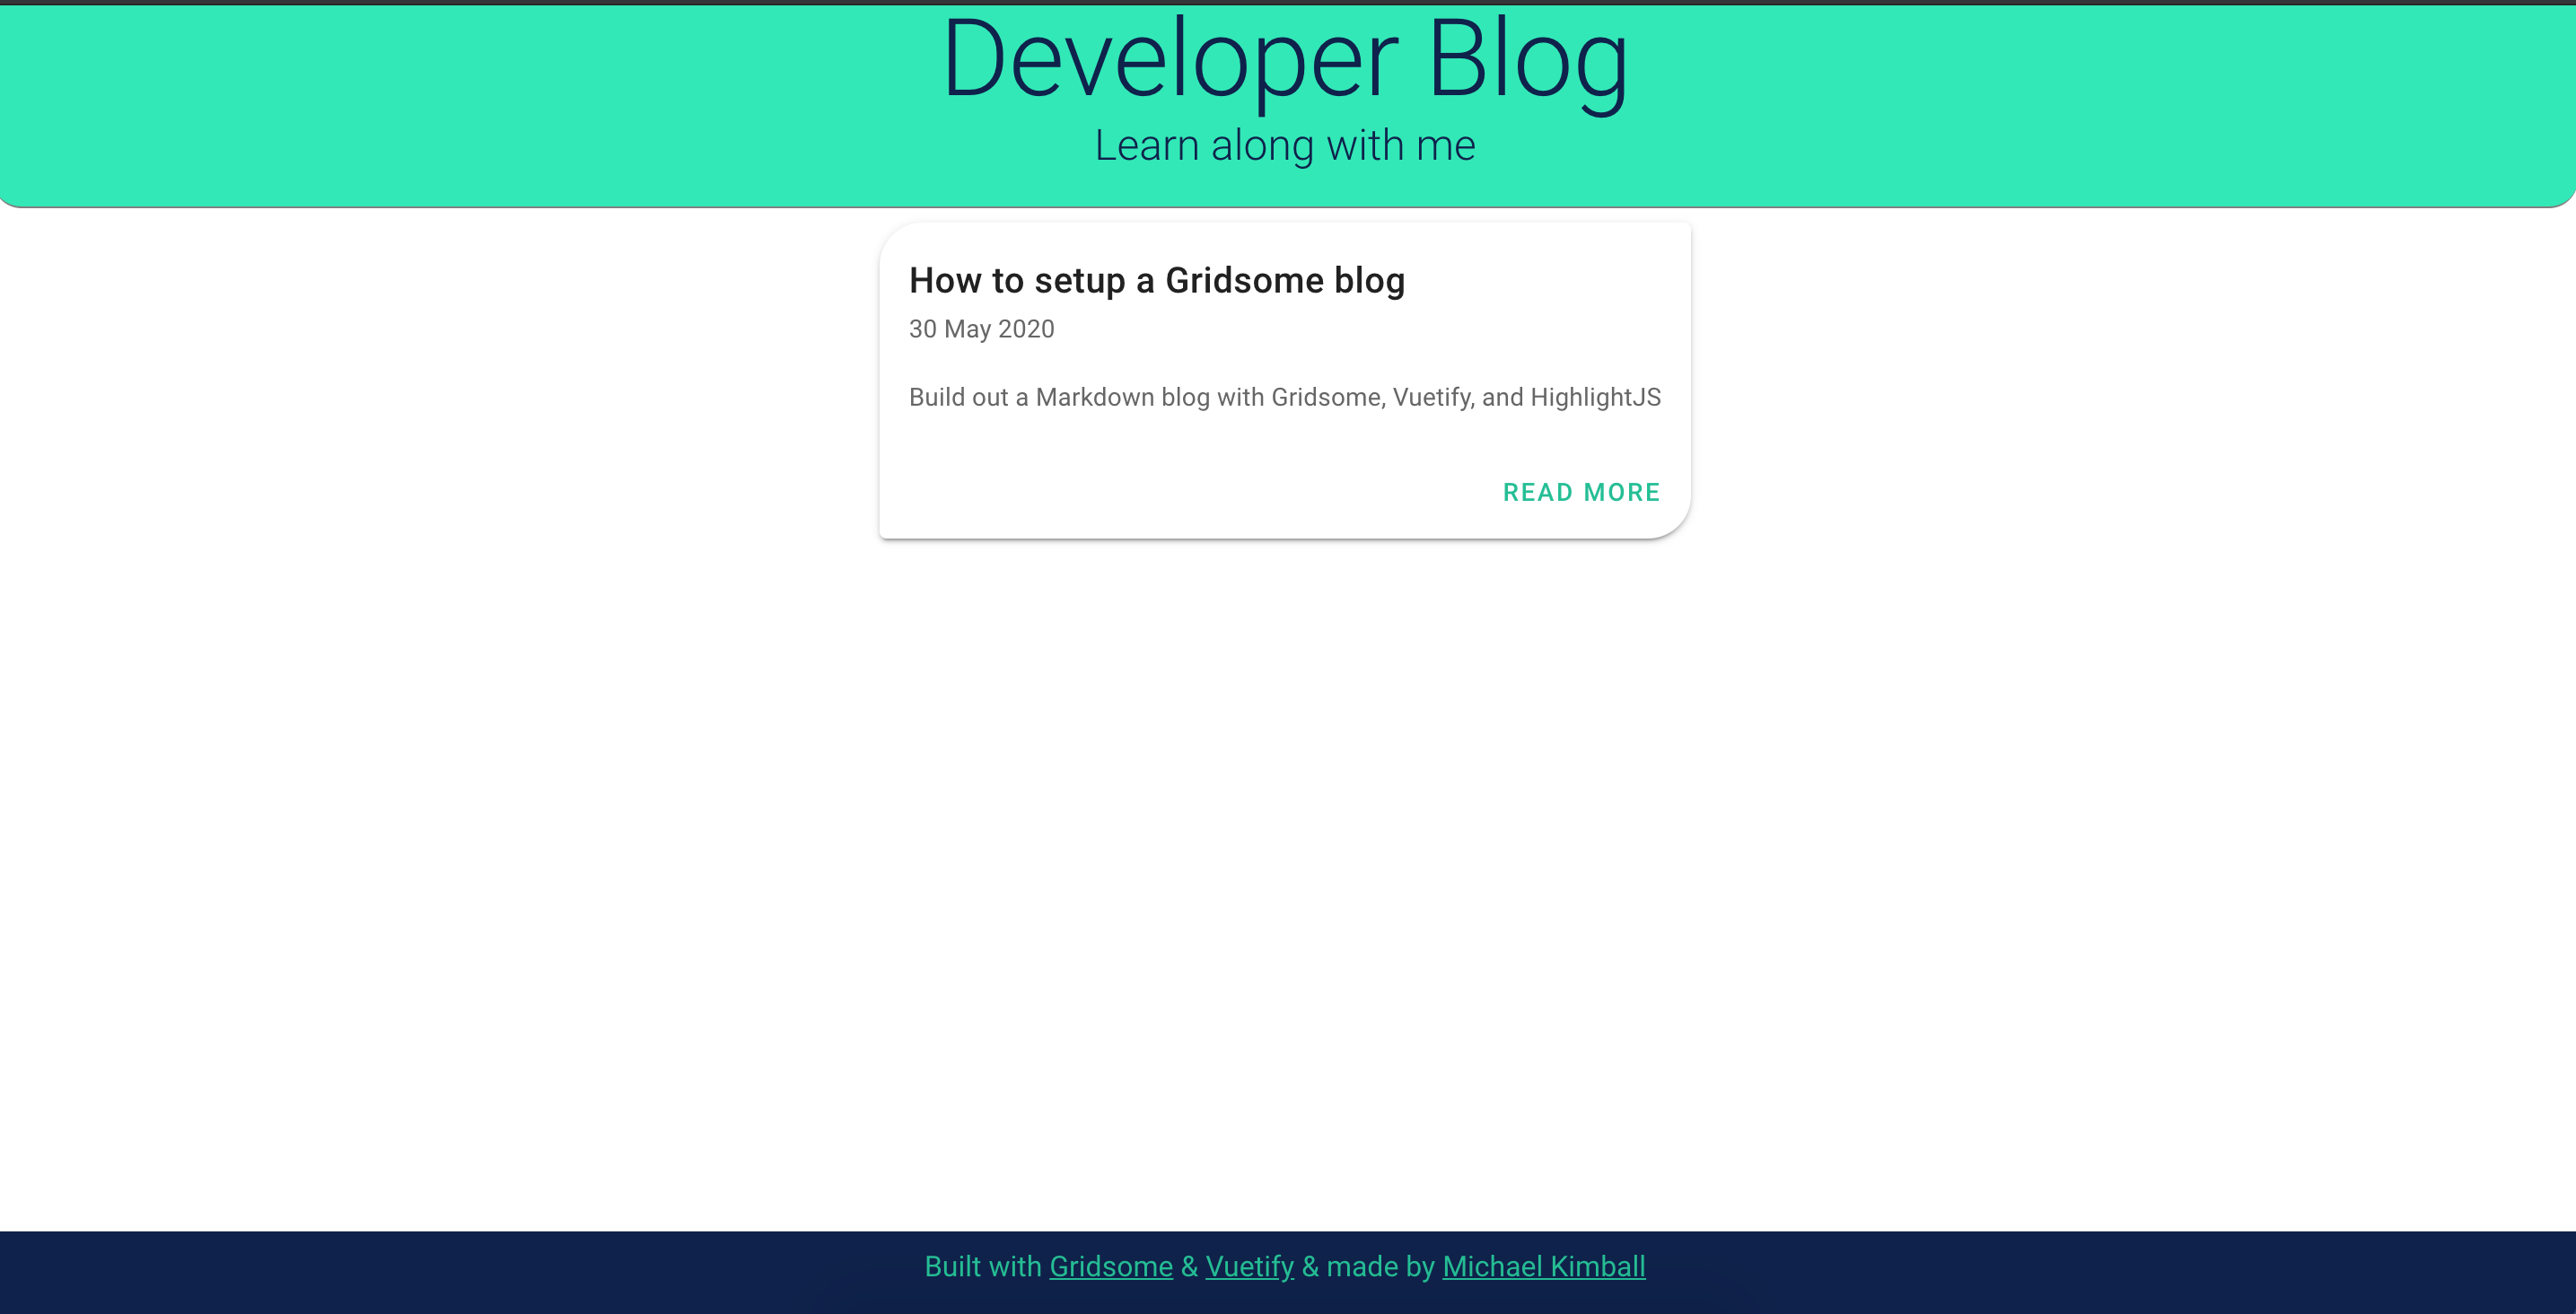 Developer Blog
Learn along with me
How to setup a Gridsome blog
30 May 2020
Build out a Markdown blog with Gridsome, Vuetify, and HighlightJS
READ MORE
Built with Gridsome & Vuetify & made by Michael Kimball